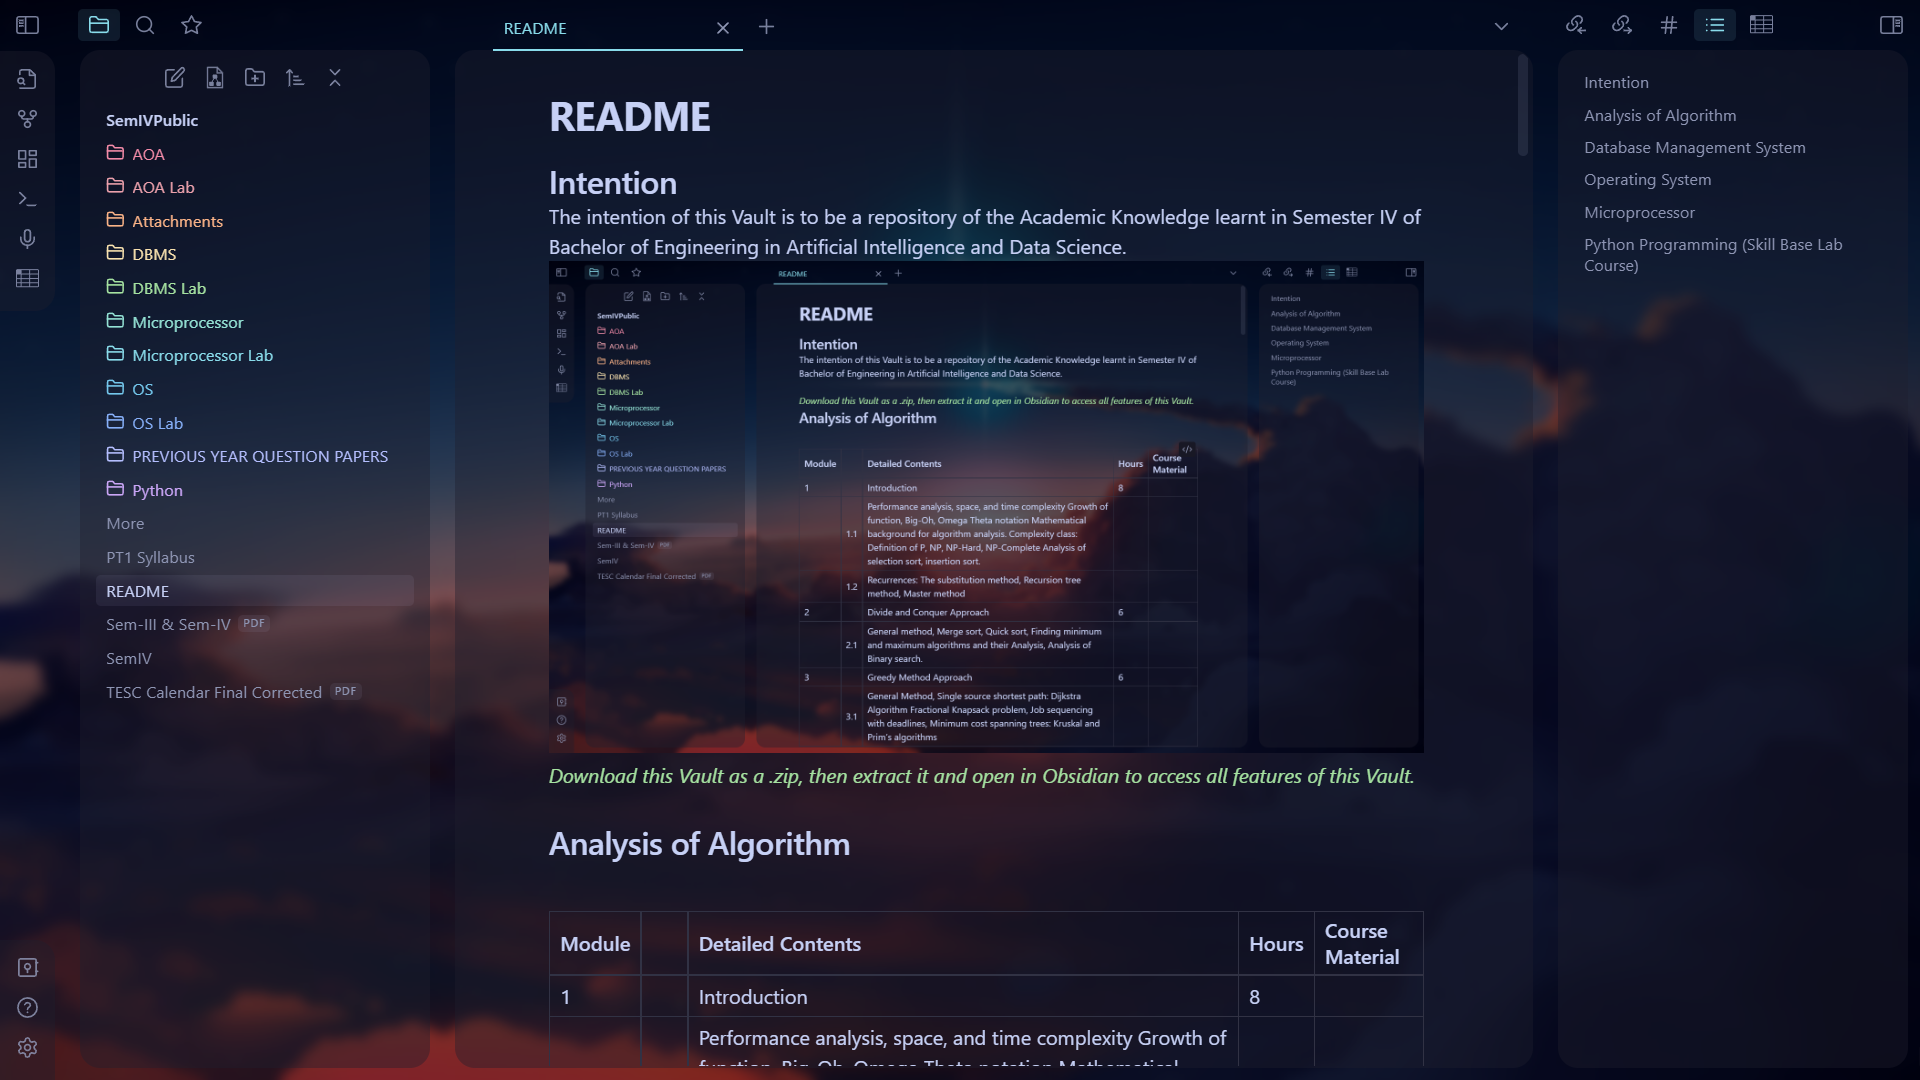 README
SemIVPublic
AOA
AOA Lab
Attachments
DBMS
DBMS Lab
Microprocessor
Microprocessor Lab
OS
OS Lab
PREVIOUS YEAR QUESTION PAPERS
Python
More
PT1 Syllabus
README
Sem-III & Sem-IV PDF
SemIV
TESC Calendar Final Corrected PDF
README
Intention
The intention of this Vault is to be a repository of the Academic Knowledge learnt in Semester IV of
Bachelor of Engineering in Artificial Intelligence and Data Science.
README
SemIVPublic
AOA
AOA Lab
Attachments
DBMS
DBMS Lab
Microprocessor
Microprocessor Lab
OS
OS Lab
PREVIOUS YEAR QUESTION PAPERS
Python
More
PT1 Syllabus
README
Sem-III & Sem-IV PDF
SemIV
TESC Calendar Final Corrected PDF
README
Intention
The intention of this Vault is to be a repository of the Academic Knowledge learnt in Semester IV of
Bachelor of Engineering in Artificial Intelligence and Data Science.
Download this Vault as a .zip, then extract it and open in Obsidian to access all features of this Vault.
Analysis of Algorithm
Module Detailed Contents Hours Course
Material
1 Introduction 8
Performance analysis, space, and time complexity Growth of
function, Big-Oh, Omega Theta notation Mathematical
background for algorithm analysis. Complexity class:
1.1 Definition of P, NP, NP-Hard, NP-Complete Analysis of
selection sort, insertion sort.
1.2 Recurrences: The substitution method, Recursion tree
method, Master method
2 Divide and Conquer Approach 6
General method, Merge sort, Quick sort, Finding minimum
2.1 and maximum algorithms and their Analysis, Analysis of
Binary search.
3 Greedy Method Approach 6
General Method, Single source shortest path: Dijkstra
Algorithm Fractional Knapsack problem, Job sequencing
3.1 with deadlines, Minimum cost spanning trees: Kruskal and
Prim's algorithms
Intention
Analysis of Algorithm
Database Management System
Operating System
Microprocessor
Python Programming (Skill Base Lab
Course)
Download this Vault as a .zip, then extract it and open in Obsidian to access all features of this Vault.
Analysis of Algorithm
Module Detailed Contents Hours Course
Material
1 Introduction 8
Performance analysis, space, and time complexity Growth of
function, Big-Oh, Omega Theta notation Mathematical
Intention
Analysis of Algorithm
Database Management System
Operating System
Microprocessor
Python Programming (Skill Base Lab
Course)